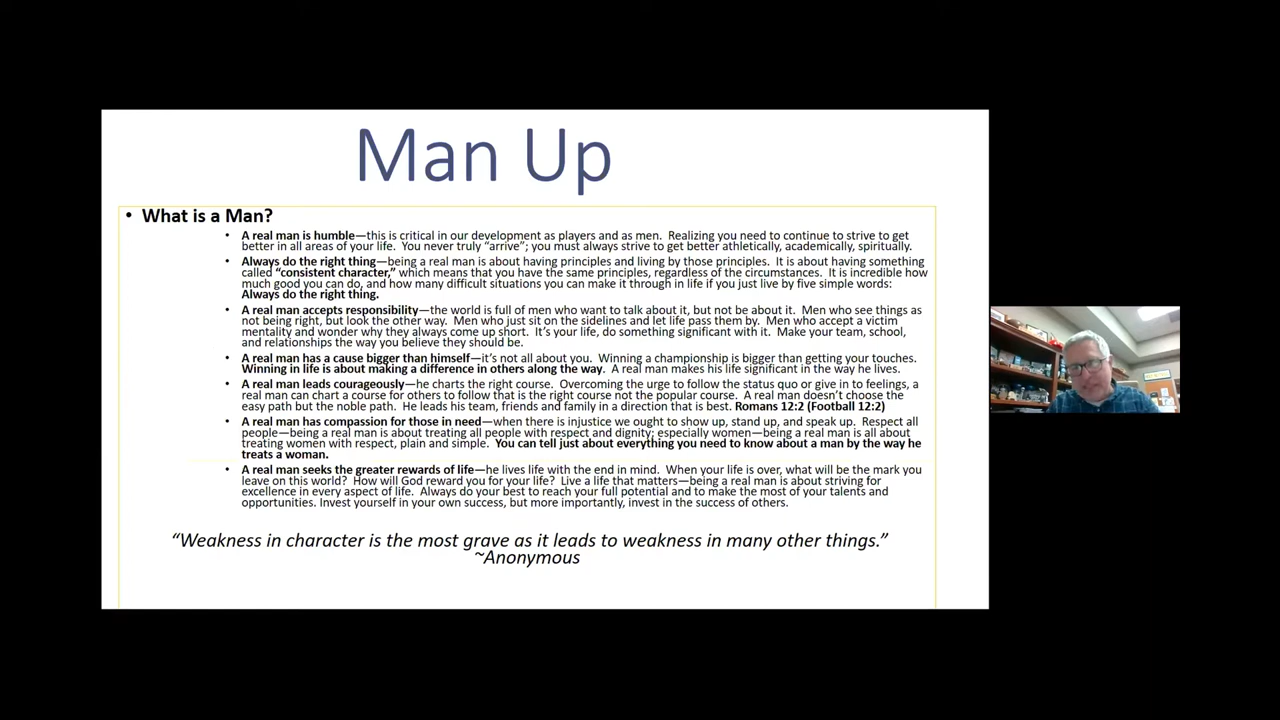 Man Up
• What is a Man?
• A real man is humble—this is critical in our development as players and as men. Realizing you need to continue to strive to get
better in all areas of your life. You never truly “arrive”; you must always strive to get better athletically, academically, spiritually.
• Always do the right thing—being a real man is about having principles and living by those principles. It is about having something
called “consistent character,” which means that you have the same principles, regardless of the circumstances. It is incredible how
much good you can do, and how many difficult situations you can make it through in life if you just live by five simple words:
Always do the right thing.
• A real man accepts responsibility—the world is full of men who want to talk about it, but not be about it. Men who see things as
not being right, but look the other way. Men who just sit on the sidelines and let life pass them by. Men who accept a victim
mentality and wonder why they always come up short. It’s your life, do something significant with it. Make your team, school,
and relationships the way you believe they should be.
• A real man has a cause bigger than himself—it’s not all about you. Winning a championship is bigger than getting your touches.
Winning in life is about making a difference in others along the way. A real man makes his life significant in the way he lives.
• A real man leads courageously—he charts the right course. Overcoming the urge to follow the status quo or give in to feelings, a
real man can chart a course for others to follow that is the right course not the popular course. A real man doesn’t choose the
easy path but the noble path. He leads his team, friends and family in a direction that is best. Romans 12:2 (Football 12:2)
• A real man has compassion for those in need—when there is injustice we ought to show up, stand up, and speak up. Respect all
people—being a real man is about treating all people with respect and dignity; especially women—being a real man is all about
treating women with respect, plain and simple. You can tell just about everything you need to know about a man by the way he
treats a woman.
• A real man seeks the greater rewards of life—he lives life with the end in mind. When your life is over, what will be the mark you
leave on this world? How will God reward you for your life? Live a life that matters—being a real man is about striving for
excellence in every aspect of life. Always do your best to reach your full potential and to make the most of your talents and
opportunities. Invest yourself in your own success, but more importantly, invest in the success of others.
“Weakness in character is the most grave as it leads to weakness in many other things.”
~Anonymous